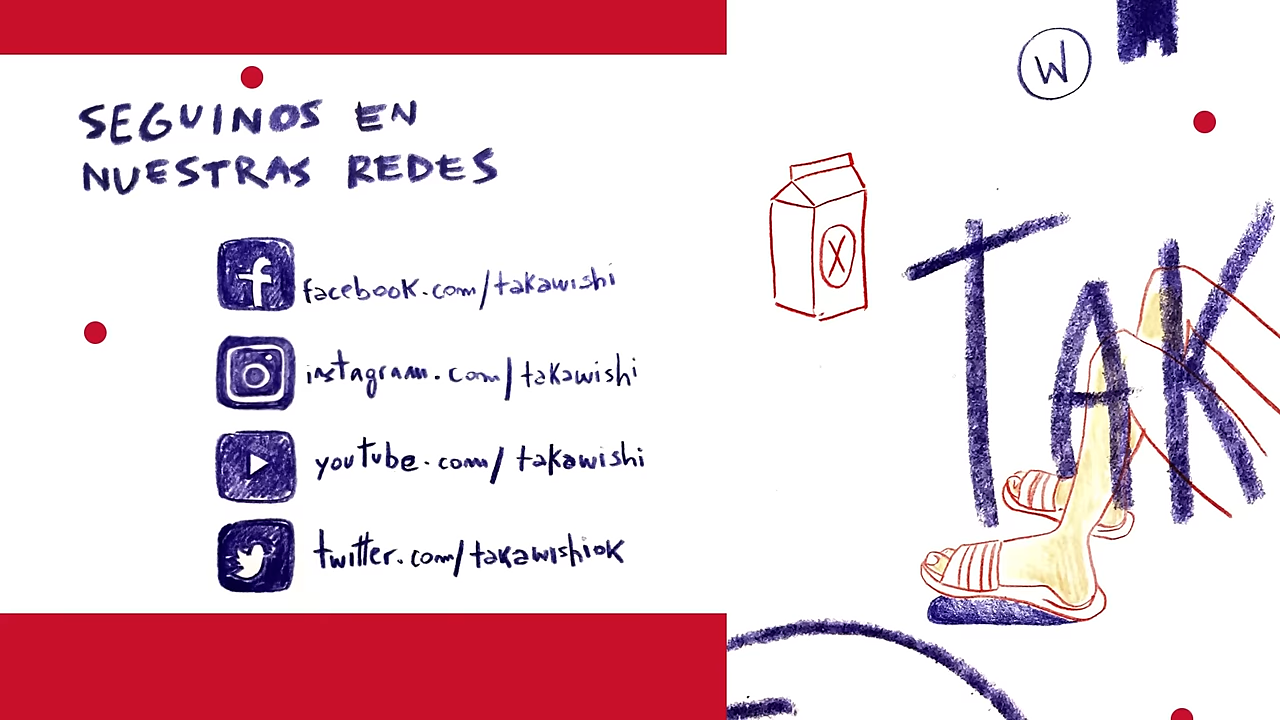 SEGUINOS EN
NUESTRAS REDES
f
facebook.com/takawishi
instagram.com/takawishi
youtube.com/takawishi
twitter.com/takawishiok
W
X
TAK